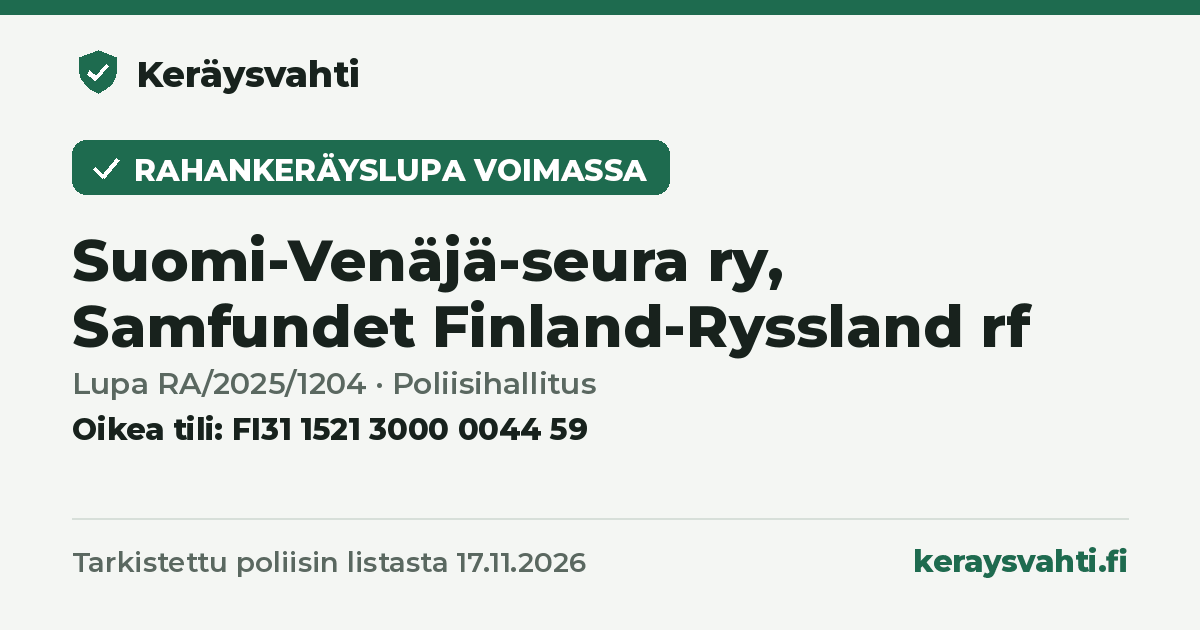 Keräysvahti
RAHANKERÄYSLUPA VOIMASSA
Suomi-Venäjä-seura ry,
Samfundet Finland-Ryssland rf
Lupa RA/2025/1204 · Poliisihallitus
Oikea tili: FI31 1521 3000 0044 59
Tarkistettu poliisin listasta 17.11.2026
keraysvahti.fi